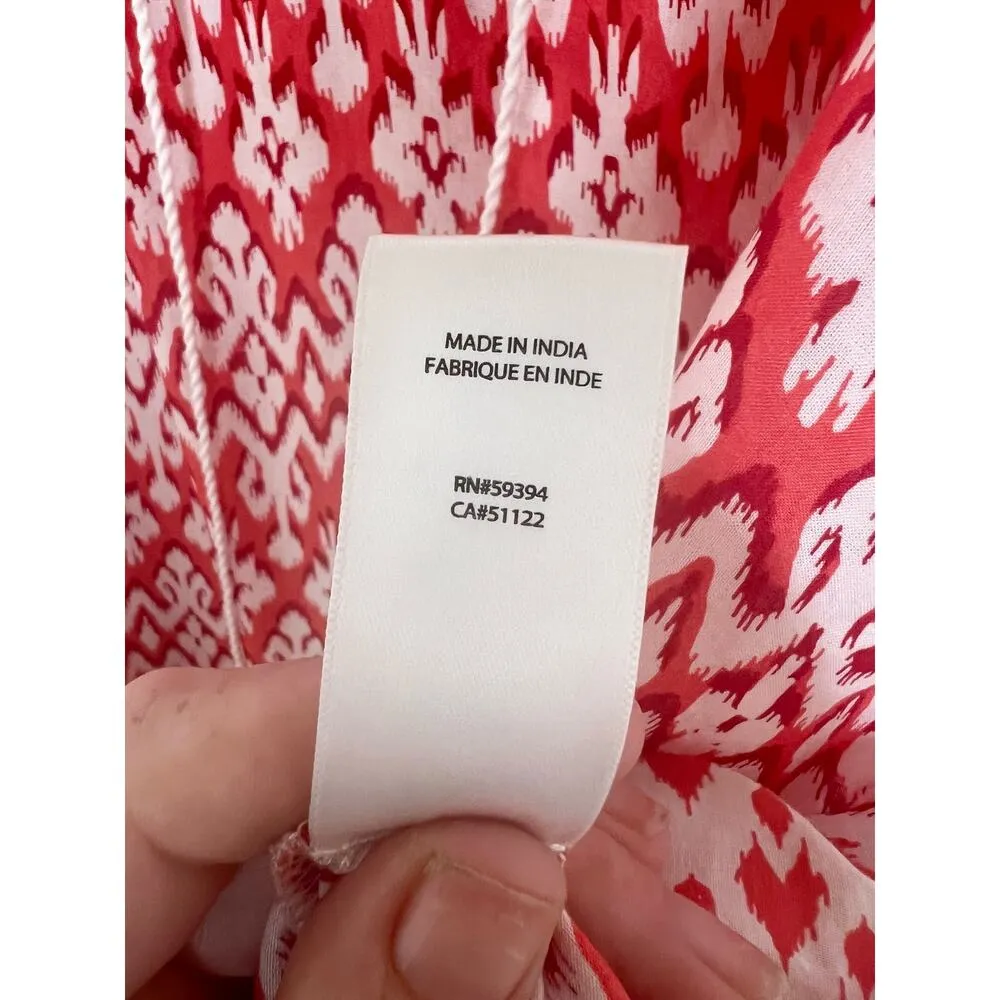 MADE IN INDIA
FABRIQUE EN INDE
RN#59394
CA#51122